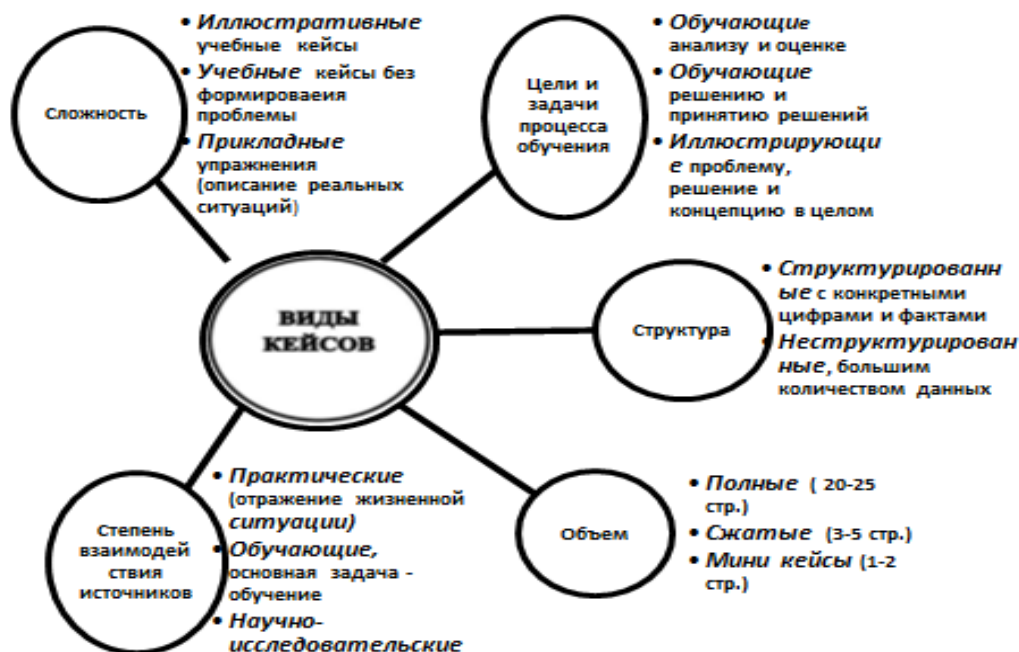 Сложность
• Иллюстративные
учебные кейсы
• Учебные кейсы без
формироваеия
проблемы
• Прикладные
упражнения
(описание реальных
ситуаций)
Цели и
задачи
процесса
обучения
• Обучающие
анализу и оценке
• Обучающие
решению и
принятию решений
• Иллюстрирующи
е проблему,
решение и
концепцию в целом
ВИДЫ
КЕЙСОВ
Структура
• Структурированн
ые с конкретными
цифрами и фактами
• Неструктурирован
ные, большим
количеством данных
Степень
взаимодей
ствия
источников
• Практические
(отражение жизненной
ситуации)
• Обучающие,
основная задача -
обучение
• Научно-
исследовательские
Объем
• Полные ( 20-25
стр.)
• Сжатые (3-5 стр.)
• Мини кейсы (1-2
стр.)